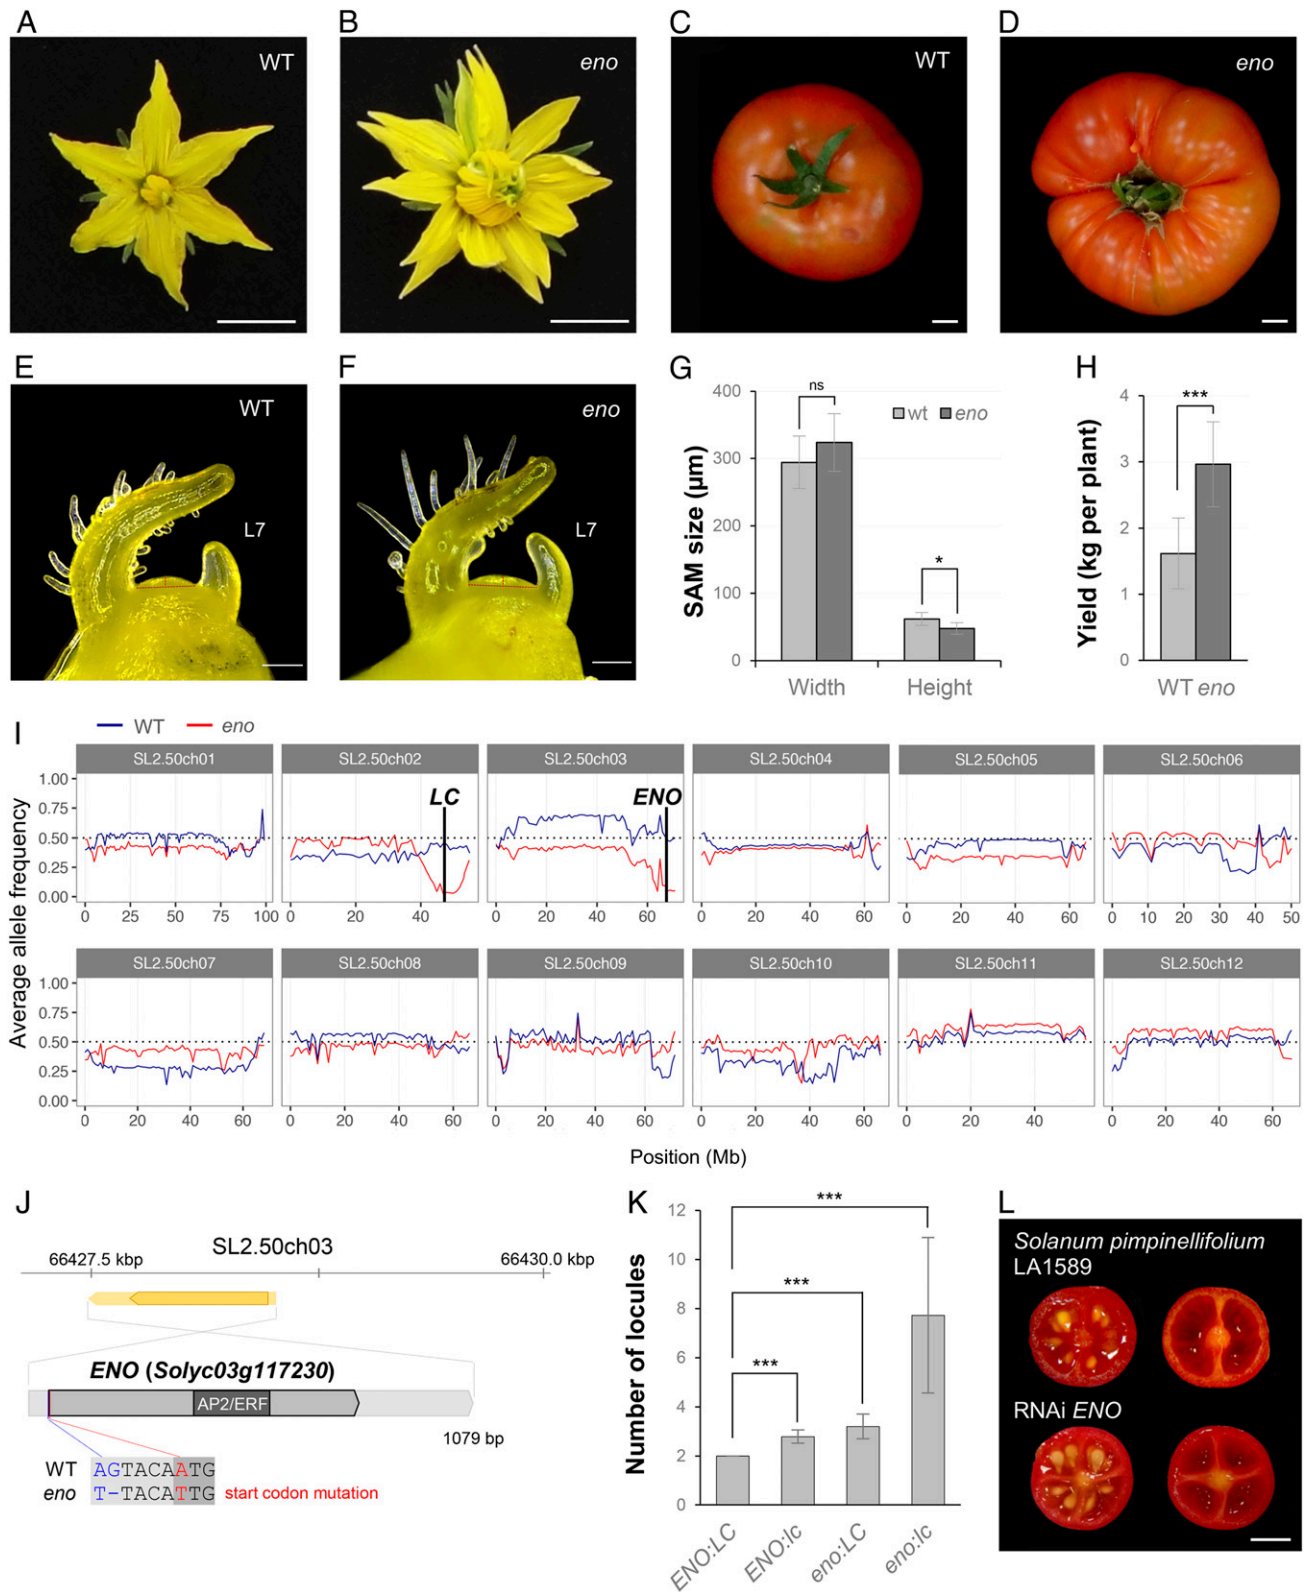 A
B
C
D
WT
eno
WT
eno
E
F
G
H
WT
L7
eno
L7
400
300
200
100
0
SAM size (µm)
ns
wt
eno
*
Width
Height
4
3
2
1
0
Yield (kg per plant)
***
WT eno
I
WT
eno
Average allele frequency
SL2.50ch01
SL2.50ch02
SL2.50ch03
SL2.50ch04
SL2.50ch05
SL2.50ch06
1.00
0.75
0.50
0.25
0.00
LC
ENO
0 25 50 75 100
0 20 40 60
0 20 40 60
0 20 40 60
0 20 40 60
0 10 20 30 40 50
SL2.50ch07
SL2.50ch08
SL2.50ch09
SL2.50ch10
SL2.50ch11
SL2.50ch12
1.00
0.75
0.50
0.25
0.00
0 20 40 60
0 20 40 60
0 20 40 60
0 20 40 60
0 20 40
0 20 40 60
Position (Mb)
J
SL2.50ch03
66427.5 kbp
66430.0 kbp
ENO (Solyc03g117230)
AP2/ERF
1079 bp
WT AGTACAATG
eno T-TACATTG start codon mutation
K
12
10
8
6
4
2
0
Number of locules
***
***
***
ENO:LC
ENO:lc
eno:LC
eno:lc
L
Solanum pimpinellifolium
LA1589
RNAi ENO